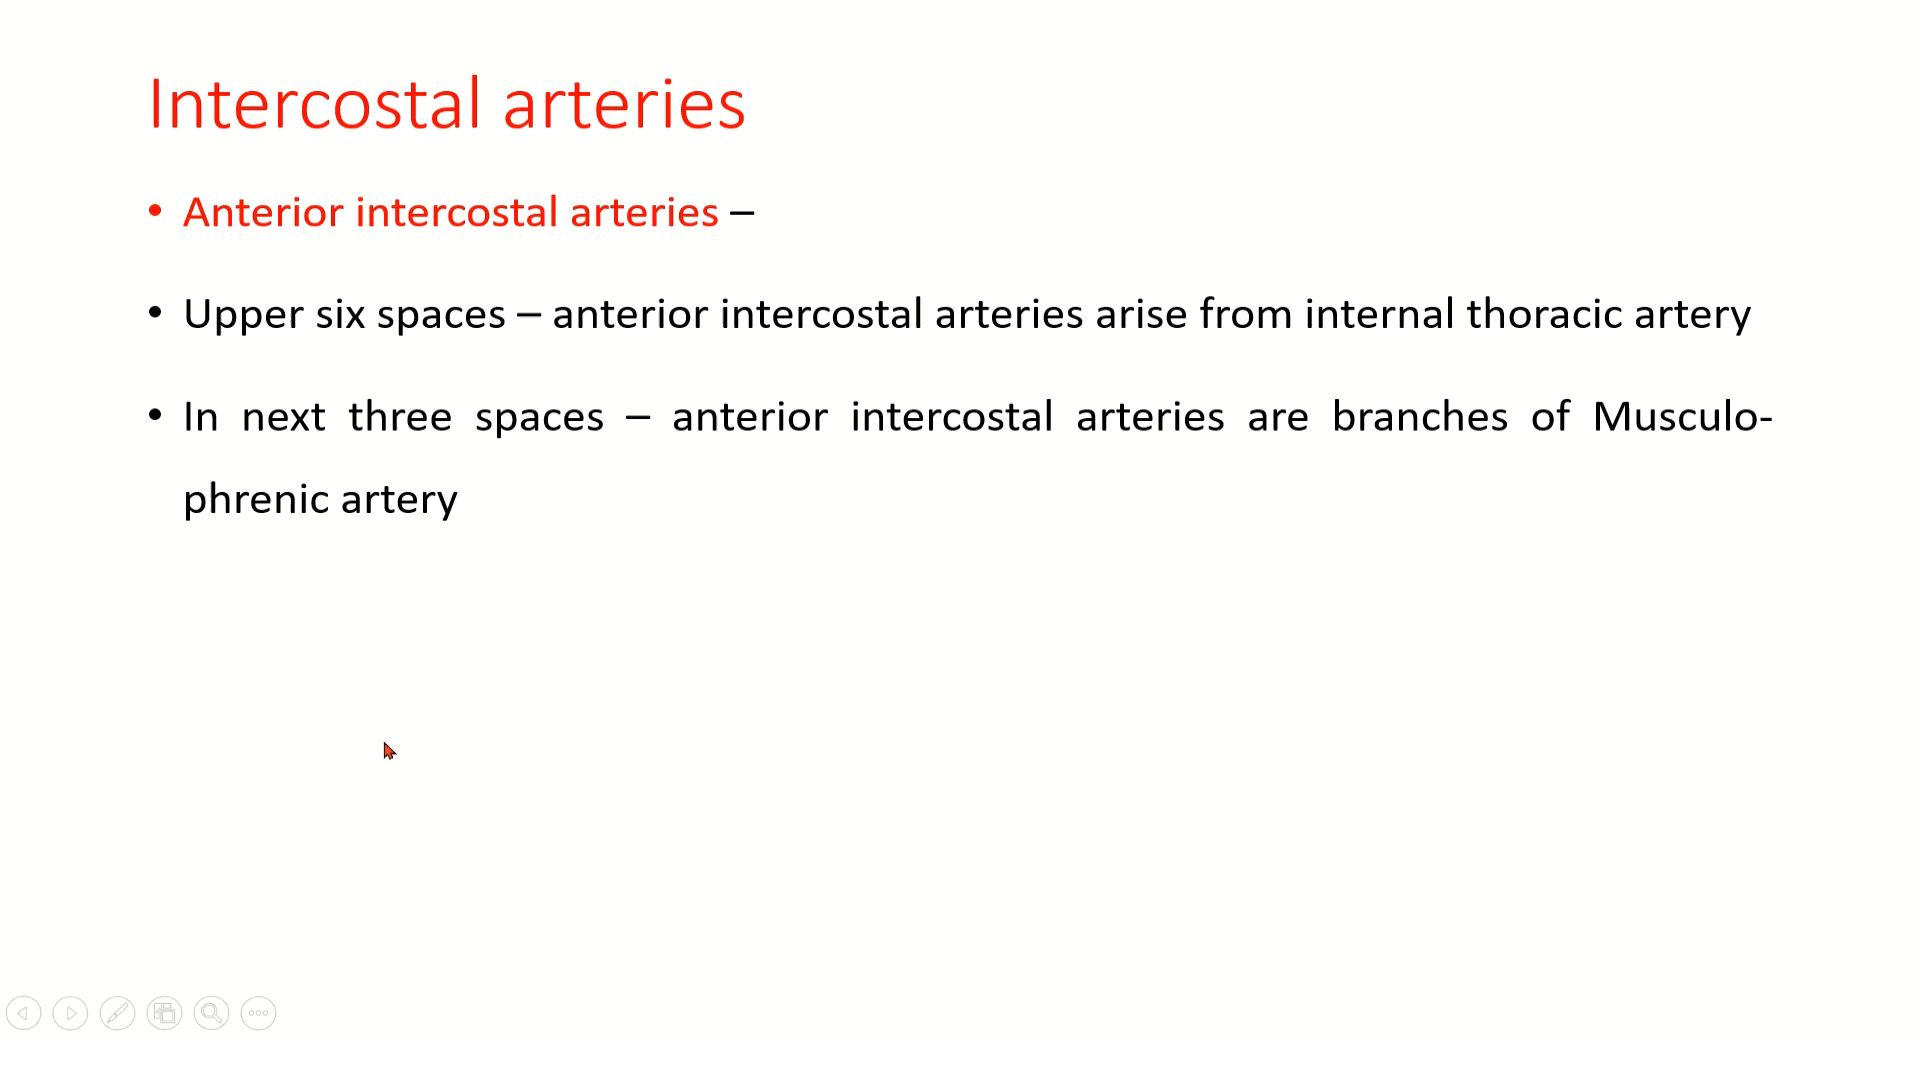 Intercostal arteries
• Anterior intercostal arteries –
• Upper six spaces – anterior intercostal arteries arise from internal thoracic artery
• In next three spaces – anterior intercostal arteries are branches of Musculo-
phrenic artery